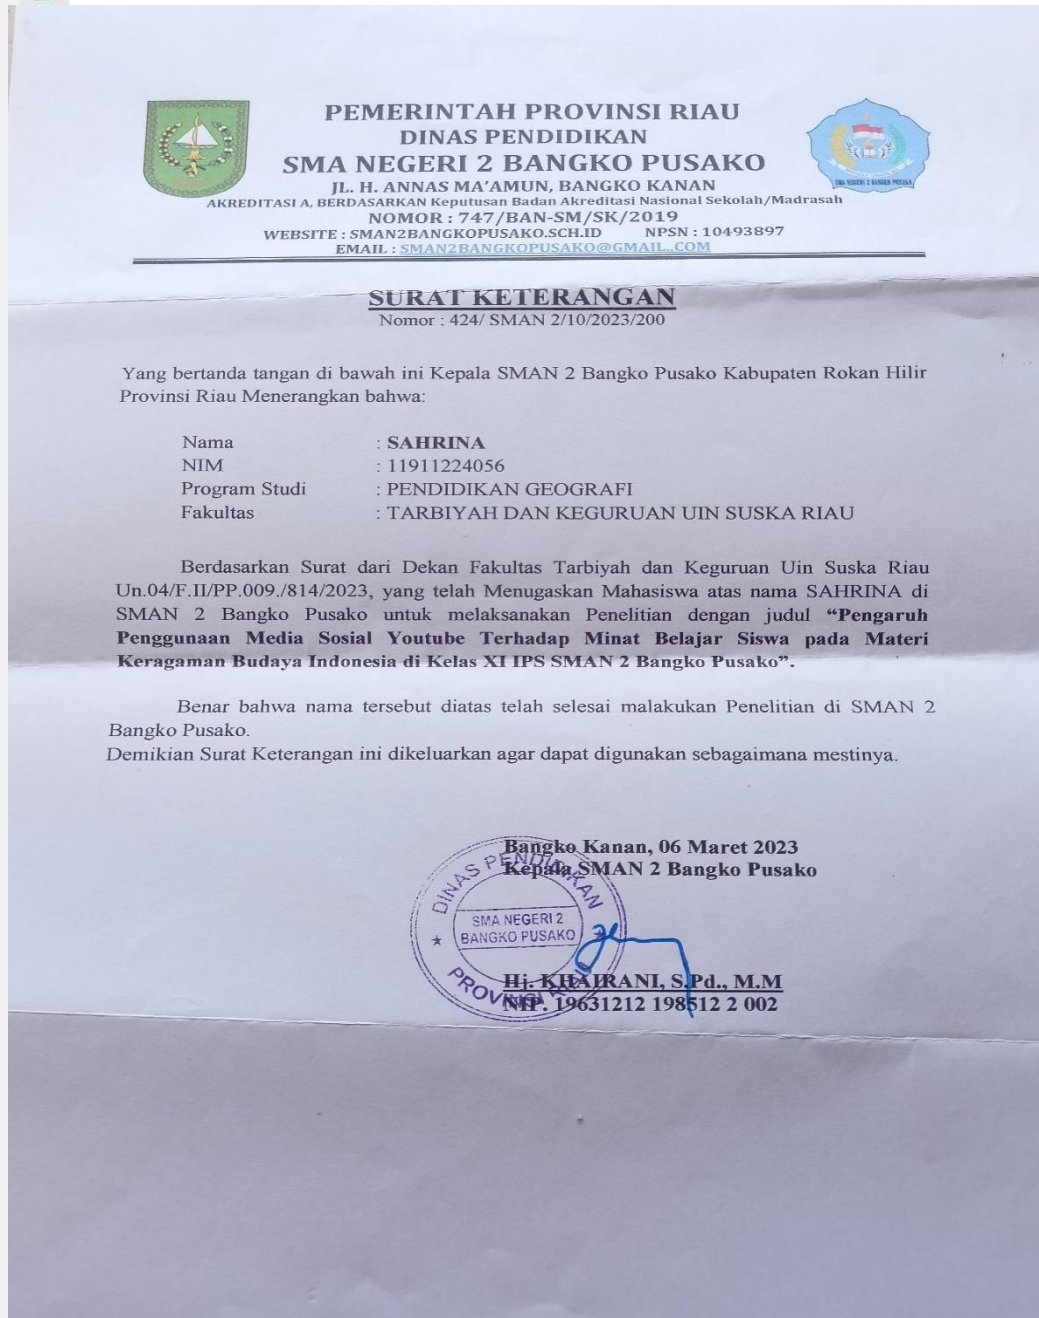 PEMERINTAH PROVINSI RIAU
DINAS PENDIDIKAN
SMA NEGERI 2 BANGKO PUSAKO
JL. H. ANNAS MA'AMUN, BANGKO KANAN
AKREDITASI A, BERDASARKAN Keputusan Badan Akreditasi Nasional Sekolah/Madrasah
NOMOR : 747/BAN-SM/SK/2019
WEBSITE : SMAN2BANGKOPUSAKO.SCH.ID NPSN : 10493897
EMAIL : SMAN2BANGKOPUSAKO@GMAIL.,COM
SMA NEGERI 2 BANGKO PUSAKO
SURAT KETERANGAN
Nomor : 424/ SMAN 2/10/2023/200
Yang bertanda tangan di bawah ini Kepala SMAN 2 Bangko Pusako Kabupaten Rokan Hilir
Provinsi Riau Menerangkan bahwa:
Nama : SAHRINA
NIM : 11911224056
Program Studi : PENDIDIKAN GEOGRAFI
Fakultas : TARBIYAH DAN KEGURUAN UIN SUSKA RIAU
Berdasarkan Surat dari Dekan Fakultas Tarbiyah dan Keguruan Uin Suska Riau
Un.04/F.II/PP.009./814/2023, yang telah Menugaskan Mahasiswa atas nama SAHRINA di
SMAN 2 Bangko Pusako untuk melaksanakan Penelitian dengan judul “Pengaruh
Penggunaan Media Sosial Youtube Terhadap Minat Belajar Siswa pada Materi
Keragaman Budaya Indonesia di Kelas XI IPS SMAN 2 Bangko Pusako”.
Benar bahwa nama tersebut diatas telah selesai malakukan Penelitian di SMAN 2
Bangko Pusako.
Demikian Surat Keterangan ini dikeluarkan agar dapat digunakan sebagaimana mestinya.
Bangko Kanan, 06 Maret 2023
Kepala SMAN 2 Bangko Pusako
DINAS PENDIDIKAN
SMA NEGERI 2
BANGKO PUSAKO
PROVINSI RIAU
Hj. KHAIRANI, S.Pd., M.M
NIP. 19631212 198512 2 002